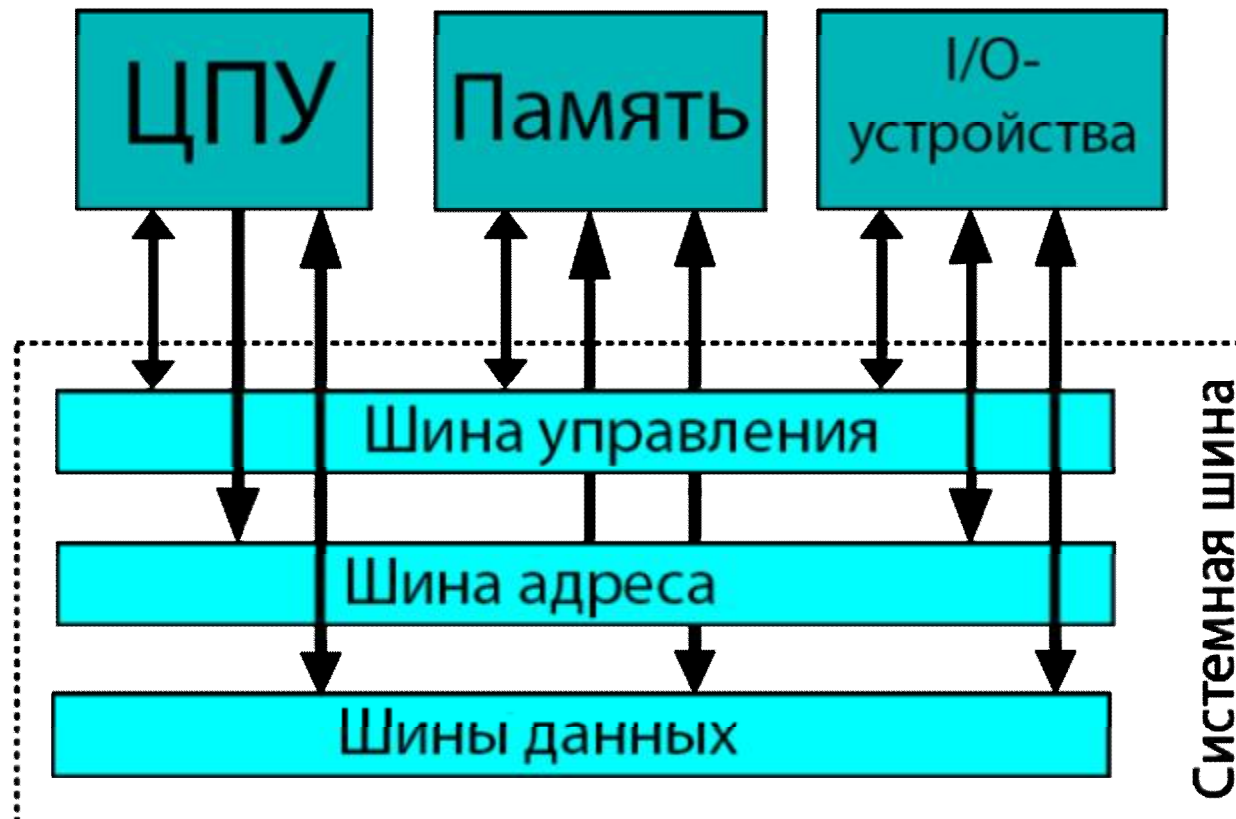 ЦПУ
Память
I/O-
устройства
Шина управления
Шина адреса
Шины данных
Системная шина